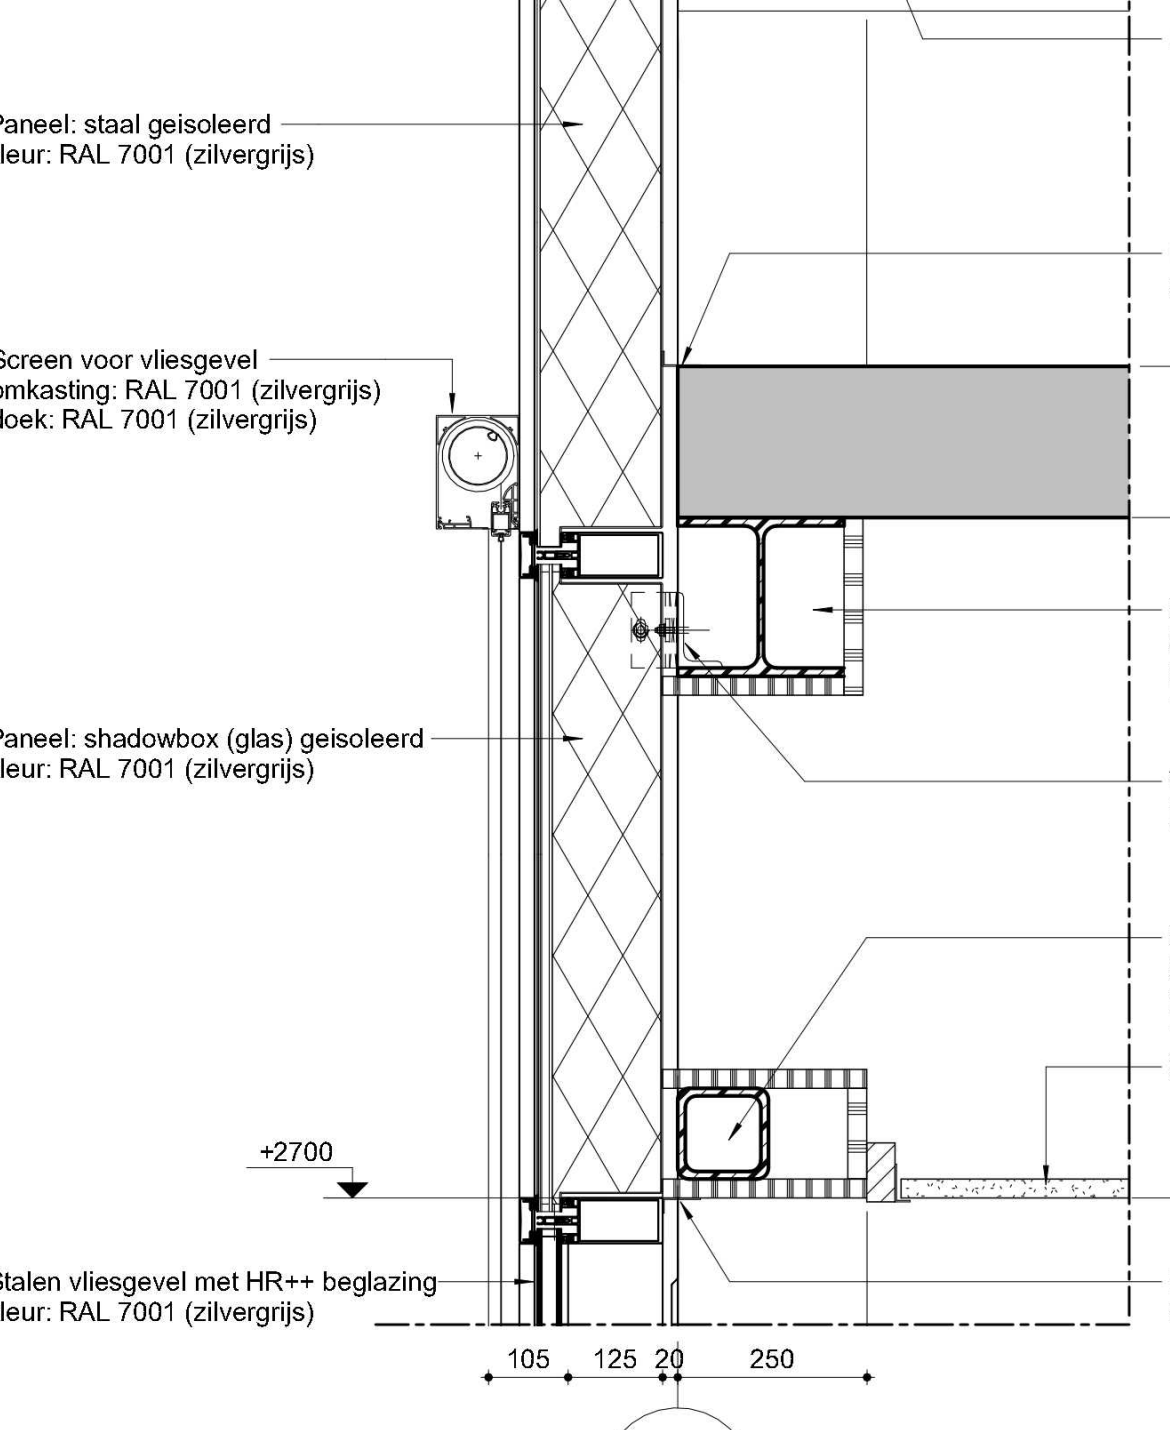 Paneel: staal geisoleerd
leur: RAL 7001 (zilvergrijs)
Screen voor vliesgevel
omkasting: RAL 7001 (zilvergrijs)
doek: RAL 7001 (zilvergrijs)
Paneel: shadowbox (glas) geisoleerd
leur: RAL 7001 (zilvergrijs)
+2700
Stalen vliesgevel met HR++ beglazing
leur: RAL 7001 (zilvergrijs)
105 125 20 250